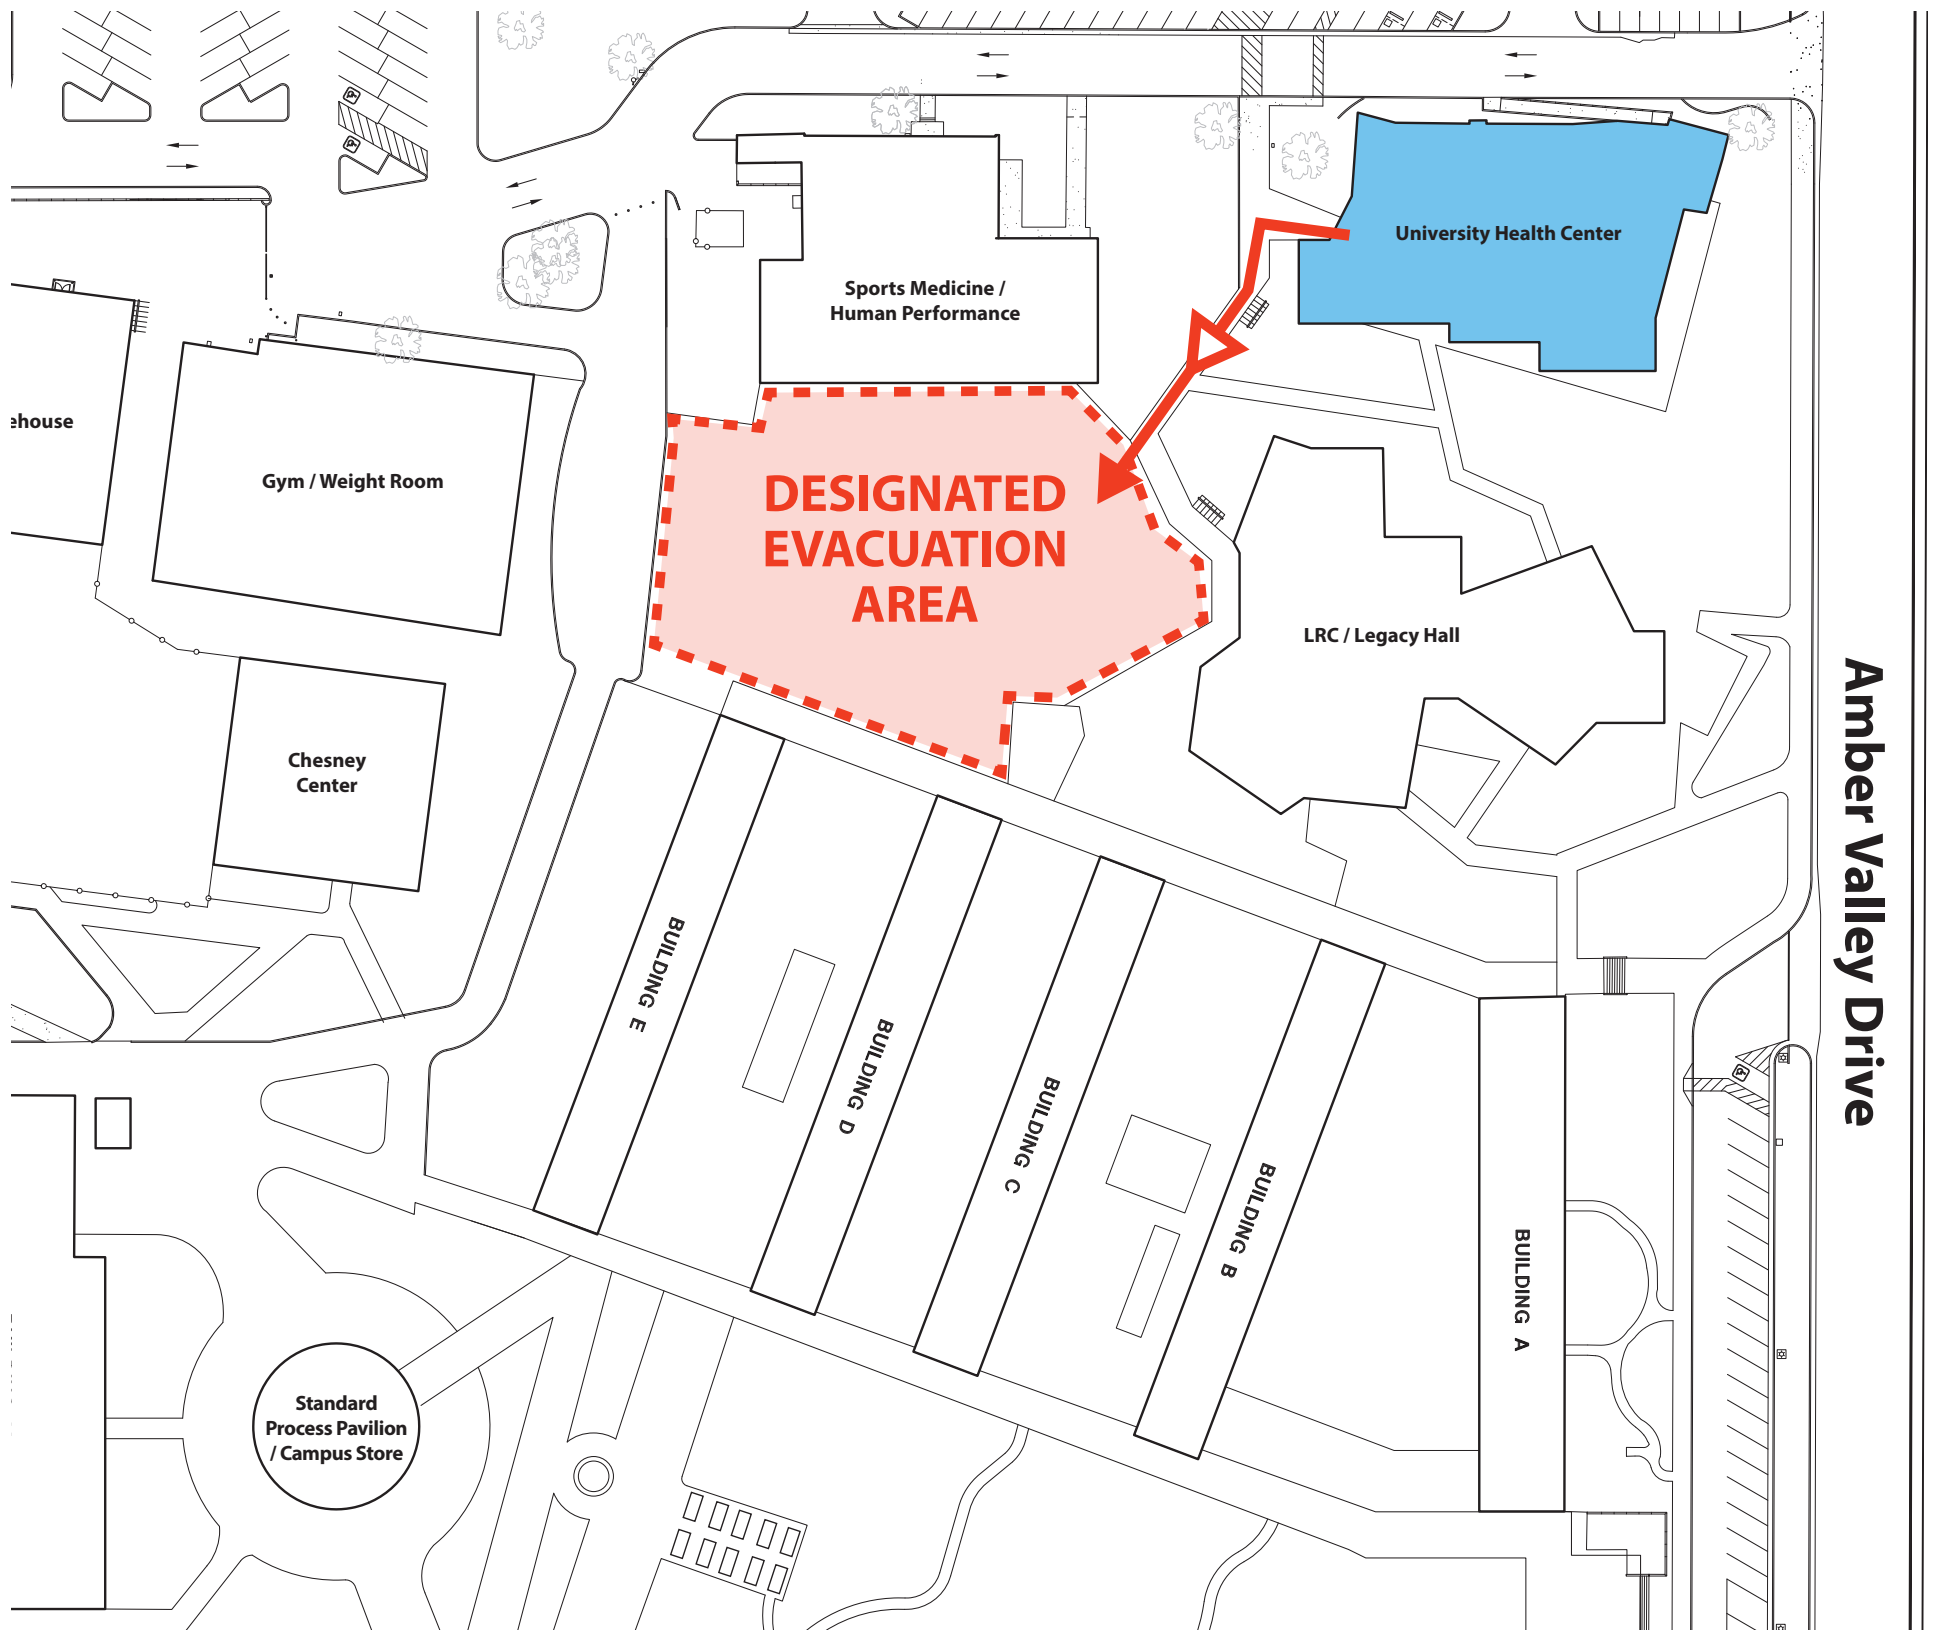 University Health Center
Sports Medicine /
Human Performance
ehouse
Gym / Weight Room
DESIGNATED
EVACUATION
AREA
LRC / Legacy Hall
Chesney
Center
Amber Valley Drive
BUILDING E
BUILDING D
BUILDING C
BUILDING B
BUILDING A
Standard
Process Pavilion
/ Campus Store